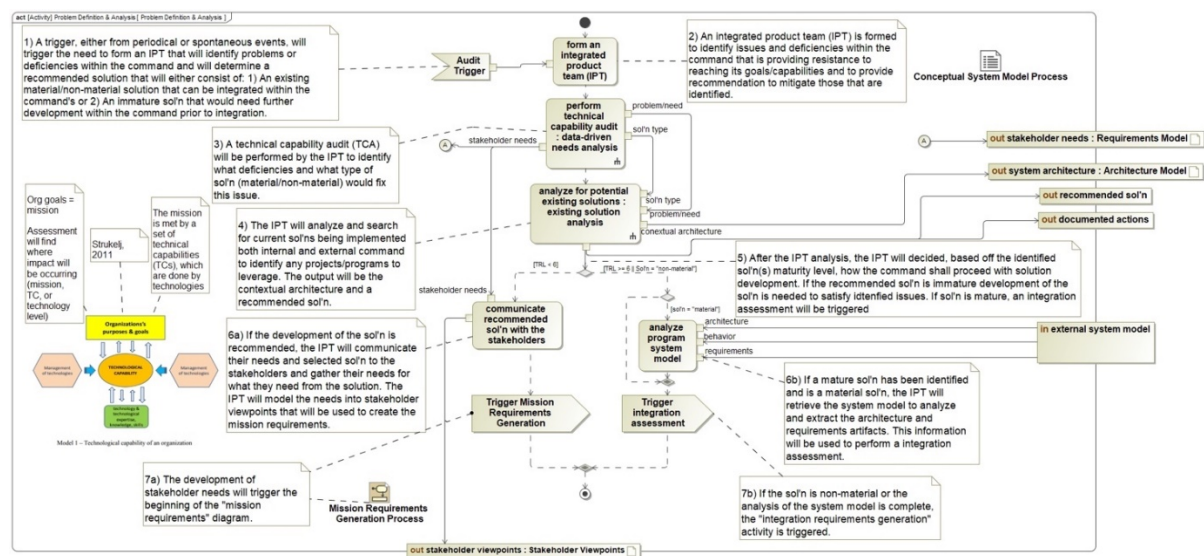 act [Activity] Problem Definition & Analysis [ Problem Definition & Analysis ]
1) A trigger, either from periodical or spontaneous events, will
trigger the need to form an IPT that will identify problems or
deficiencies within the command and will determine a
recommended solution that will either consist of: 1) An existing
material/non-material solution that can be integrated within the
command's or 2) An immature sol'n that would need further
development within the command prior to integration.
Audit
Trigger
form an
integrated
product
team (IPT)
2) An integrated product team (IPT) is formed
to identify issues and deficiencies within the
command that is providing resistance to
reaching its goals/capabilities and to provide
recommendation to mitigate those that are
identified.
Conceptual System Model Process
perform
technical
capability audit
: data-driven
needs analysis
problem/need
sol'n type
stakeholder needs
A
3) A technical capability audit (TCA)
will be performed by the IPT to identify
what deficiencies and what type of
sol'n (material/non-material) would fix
this issue.
A
out stakeholder needs : Requirements Model
out system architecture : Architecture Model
out recommended sol'n
out documented actions
Org goals =
mission
Assessment
will find
where
impact will
be occurring
(mission,
TC, or
technology
level)
Strukelj,
2011
The mission
is met by a
set of
technical
capabilities
(TCs), which
are done by
technologies
analyze for potential
existing solutions :
existing solution
analysis
sol'n type
problem/need
conextual architecture
4) The IPT will analyze and search
for current sol'ns being implemented
both internal and external command
to identify any projects/programs to
leverage. The output will be the
contextual architecture and a
recommended sol'n.
[TRL < 6]
[TRL >= 6 || Sol'n = "non-material"]
5) After the IPT analysis, the IPT will decided, based off the identified
sol'n(s) maturity level, how the command shall proceed with solution
development. If the recommended sol'n is immature development of the
sol'n is needed to satisfy idenfied issues. If sol'n is mature, an integration
assessment will be triggered
stakeholder needs
communicate
recommended
sol'n with the
stakeholders
[sol'n = "material"]
analyze
program
system
model
architecture
behavior
requirements
in external system model
Organizations's
purposes & goals
Management
of technologies
TECHNOLOGICAL
CAPABILITY
Management
of technologies
technology &
technological
expertise,
knowledge, skills
Model 1 – Technological capability of an organization
6a) If the development of the sol'n is
recommended, the IPT will communicate
their needs and selected sol'n to the
stakeholders and gather their needs for
what they need from the solution. The
IPT will model the needs into stakeholder
viewpoints that will be used to create the
mission requirements.
6b) If a mature sol'n has been identified
and is a material sol'n, the IPT will
retrieve the system model to analyze
and extract the architecture and
requirements artifacts. This information
will be used to perform a integration
assessment.
Trigger Mission
Requirements
Generation
Trigger
integration
assessment
7a) The development of
stakeholder needs will trigger the
beginning of the "mission
requirements" diagram.
Mission Requirements
Generation Process
7b) If the sol'n is non-material or the
analysis of the system model is complete,
the "integration requirements generation"
activity is triggered.
out stakeholder viewpoints : Stakeholder Viewpoints